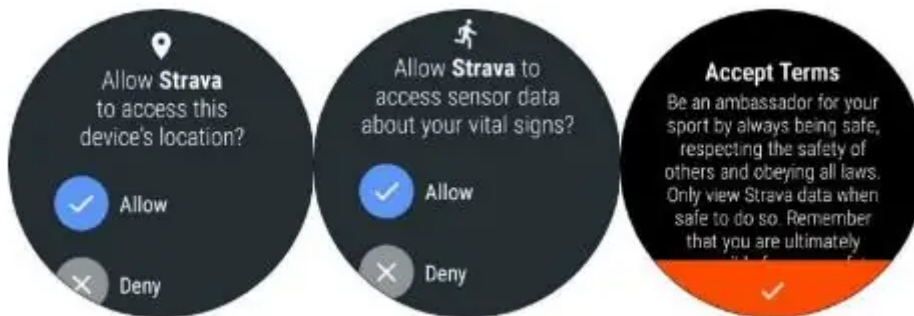 Allow Strava
to access this
device's location?
Allow
Deny
Allow Strava to
access sensor data
about your vital signs?
Allow
Deny
Accept Terms
Be an ambassador for your
sport by always being safe,
respecting the safety of
others and obeying all laws.
Only view Strava data when
safe to do so. Remember
that you are ultimately